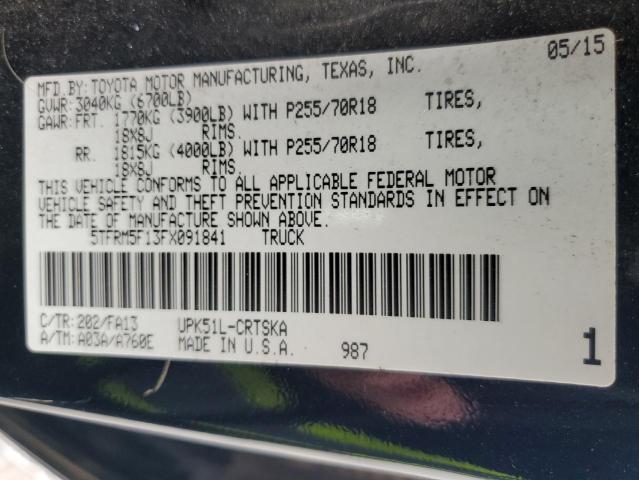 05/15
MFD.BY:TOYOTA MOTOR MANUFACTURING, TEXAS, INC.
GVWR:3040KG (6700LB)
GAWR:FRT. 1770KG (3900LB) WITH P255/70R18 TIRES,
18X8J RIMS.
RR. 1815KG (4000LB) WITH P255/70R18 TIRES,
18X8J RIMS.
THIS VEHICLE CONFORMS TO ALL APPLICABLE FEDERAL MOTOR
VEHICLE SAFETY AND THEFT PREVENTION STANDARDS IN EFFECT ON
THE DATE OF MANUFACTURE SHOWN ABOVE.
5TFRM5F13FX091841 TRUCK
C/TR:202/FA13 UPK51L-CRTSKA
A/TM:A03A/A760E MADE IN U.S.A. 987 1